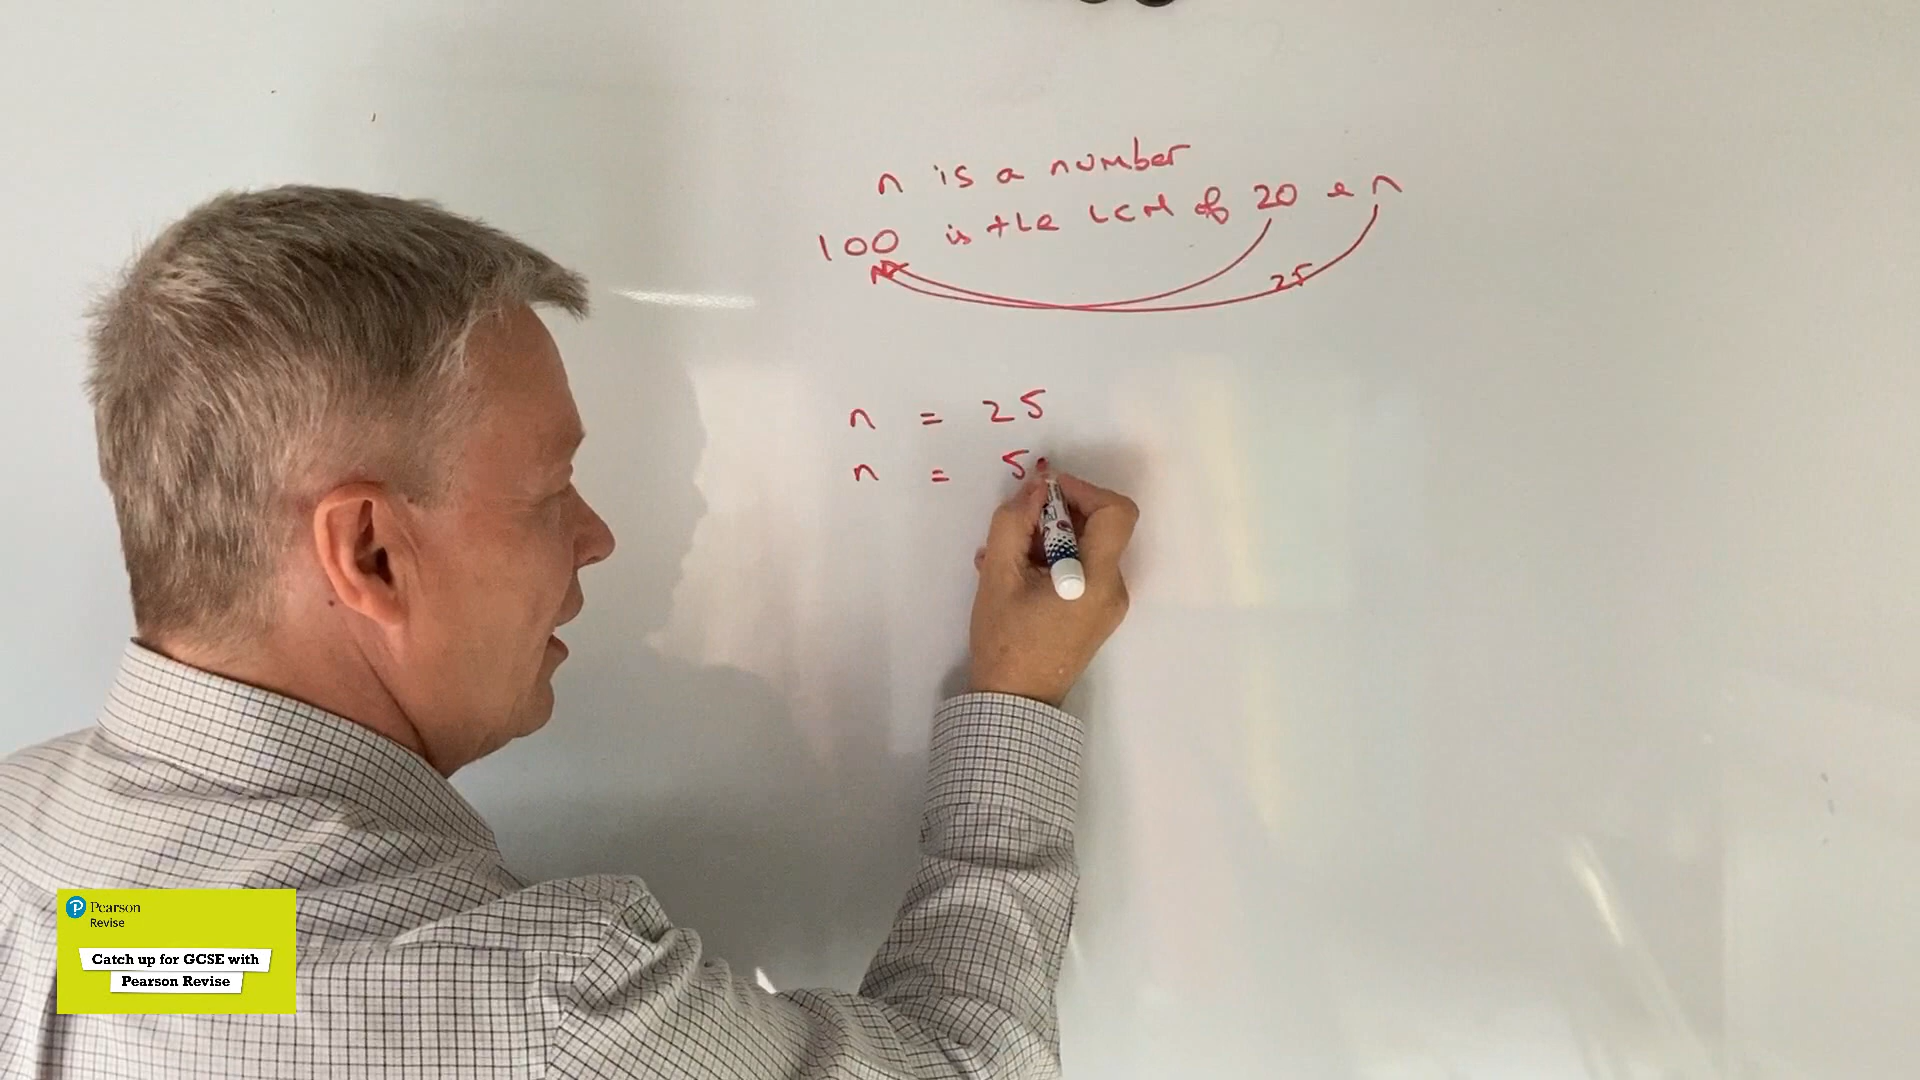 n is a number
100 is the LCM of 20 & n
25
n = 25
n = 5
Pearson
Revise
Catch up for GCSE with
Pearson Revise